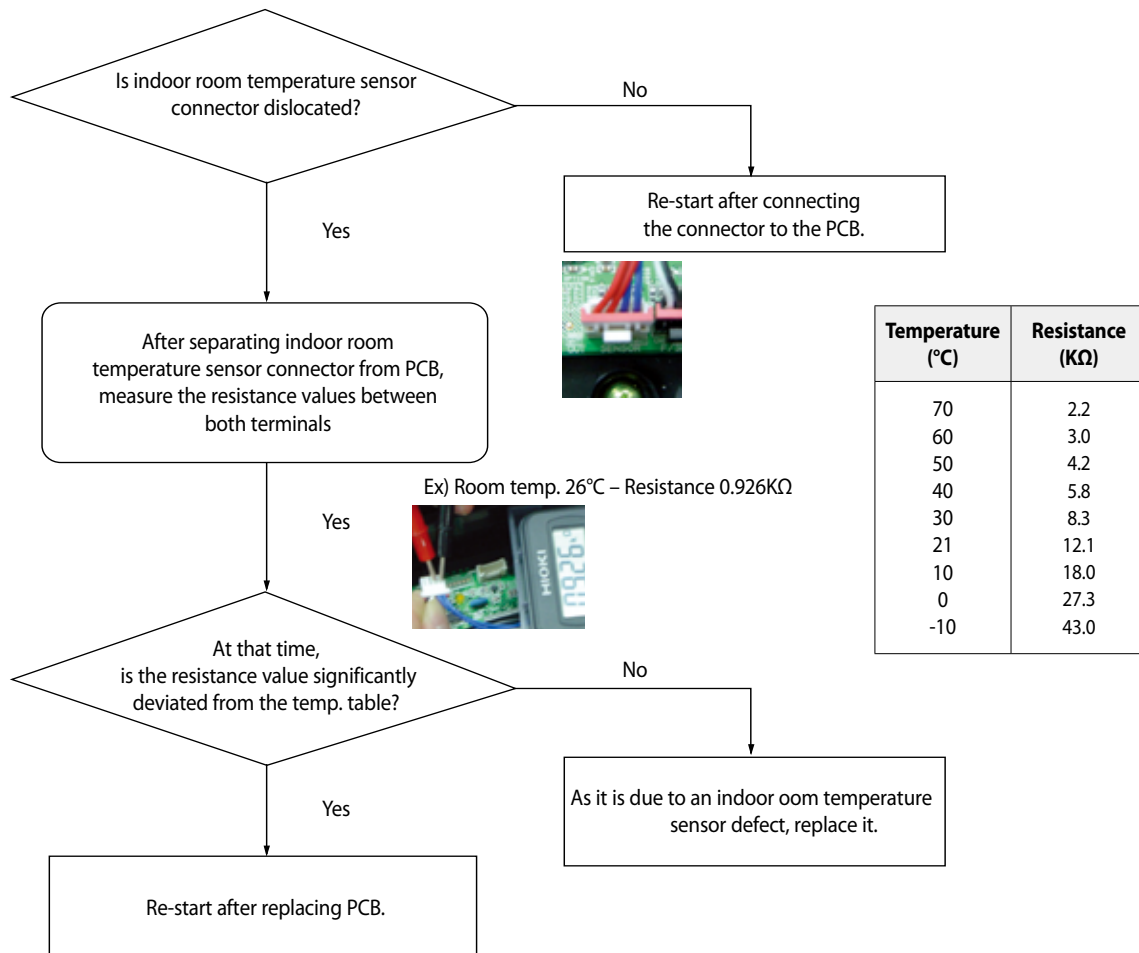 Is indoor room temperature sensor
connector dislocated?
No
Re-start after connecting
the connector to the PCB.
Yes
After separating indoor room
temperature sensor connector from PCB,
measure the resistance values between
both terminals
Ex) Room temp. 26°C – Resistance 0.926KΩ
HIOKI
0.926
Yes
At that time,
is the resistance value significantly
deviated from the temp. table?
No
As it is due to an indoor oom temperature
sensor defect, replace it.
Yes
Re-start after replacing PCB.
Temperature Resistance
(°C) (KΩ)
70 2.2
60 3.0
50 4.2
40 5.8
30 8.3
21 12.1
10 18.0
0 27.3
-10 43.0